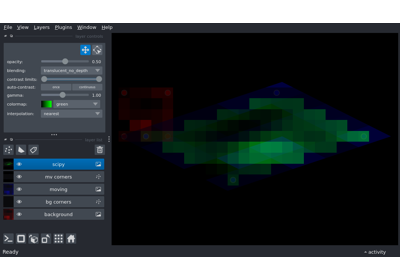 File View Layers Plugins Window Help
opacity: 0.50
blending: translucent_no_depth
contrast limits:
auto-contrast: once continuous
gamma: 1.00
colormap: green
interpolation: nearest
scipy
mv corners
moving
bg corners
background
Ready
activity